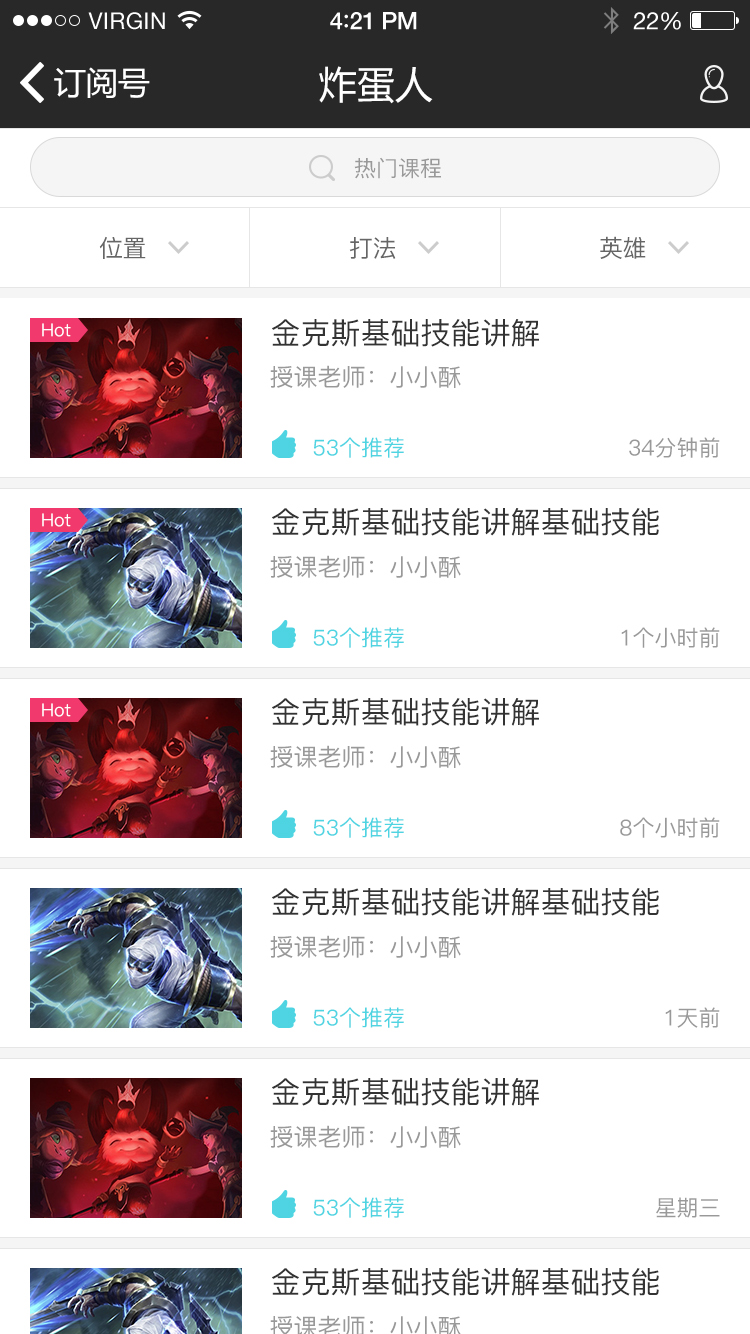 VIRGIN 4:21 PM 22%
订阅号 炸蛋人
热门课程
位置 打法 英雄
Hot
金克斯基础技能讲解
授课老师：小小酥
53个推荐 34分钟前
Hot
金克斯基础技能讲解基础技能
授课老师：小小酥
53个推荐 1个小时前
Hot
金克斯基础技能讲解
授课老师：小小酥
53个推荐 8个小时前
金克斯基础技能讲解基础技能
授课老师：小小酥
53个推荐 1天前
金克斯基础技能讲解
授课老师：小小酥
53个推荐 星期三
金克斯基础技能讲解基础技能
授课老师：小小酥